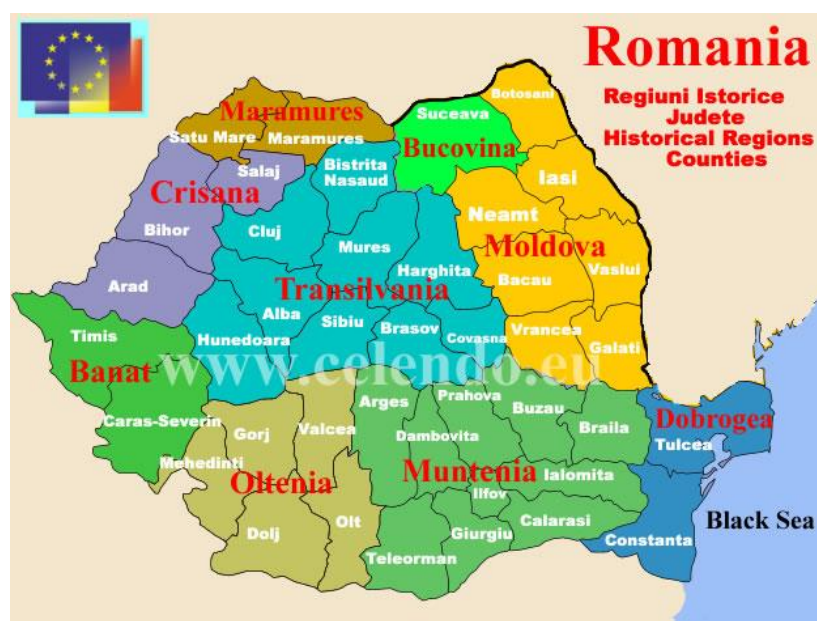 Romania
Regiuni Istorice
Judete
Historical Regions
Counties
Maramures
Satu Mare
Maramures
Suceava
Bucovina
Botosani
Salaj
Crisana
Bihor
Arad
Bistrita
Nasaud
Cluj
Mures
Harghita
Transilvania
Alba
Hunedoara
Sibiu
Brasov
Covasna
Iasi
Neamt
Moldova
Bacau
Vaslui
Vrancea
Galati
Timis
Banat
Caras-Severin
www.celendo.eu
Mehedinti
Gorj
Valcea
Oltenia
Dolj
Olt
Arges
Prahova
Buzau
Braila
Dambovita
Muntenia
Ialomita
Ilfov
Calarasi
Giurgiu
Teleorman
Dobrogea
Tulcea
Constanta
Black Sea